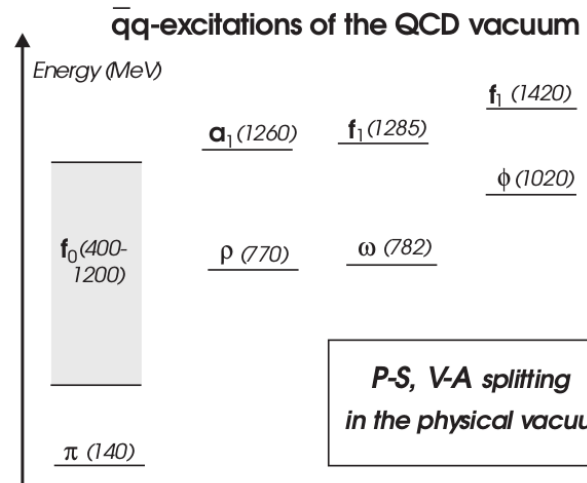 q̄q-excitations of the QCD vacuum
Energy (MeV)
f₁ (1420)
a₁ (1260)
f₁ (1285)
ϕ (1020)
f₀ (400-
1200)
ρ (770)
ω (782)
P-S, V-A splitting
in the physical vacuu
π (140)